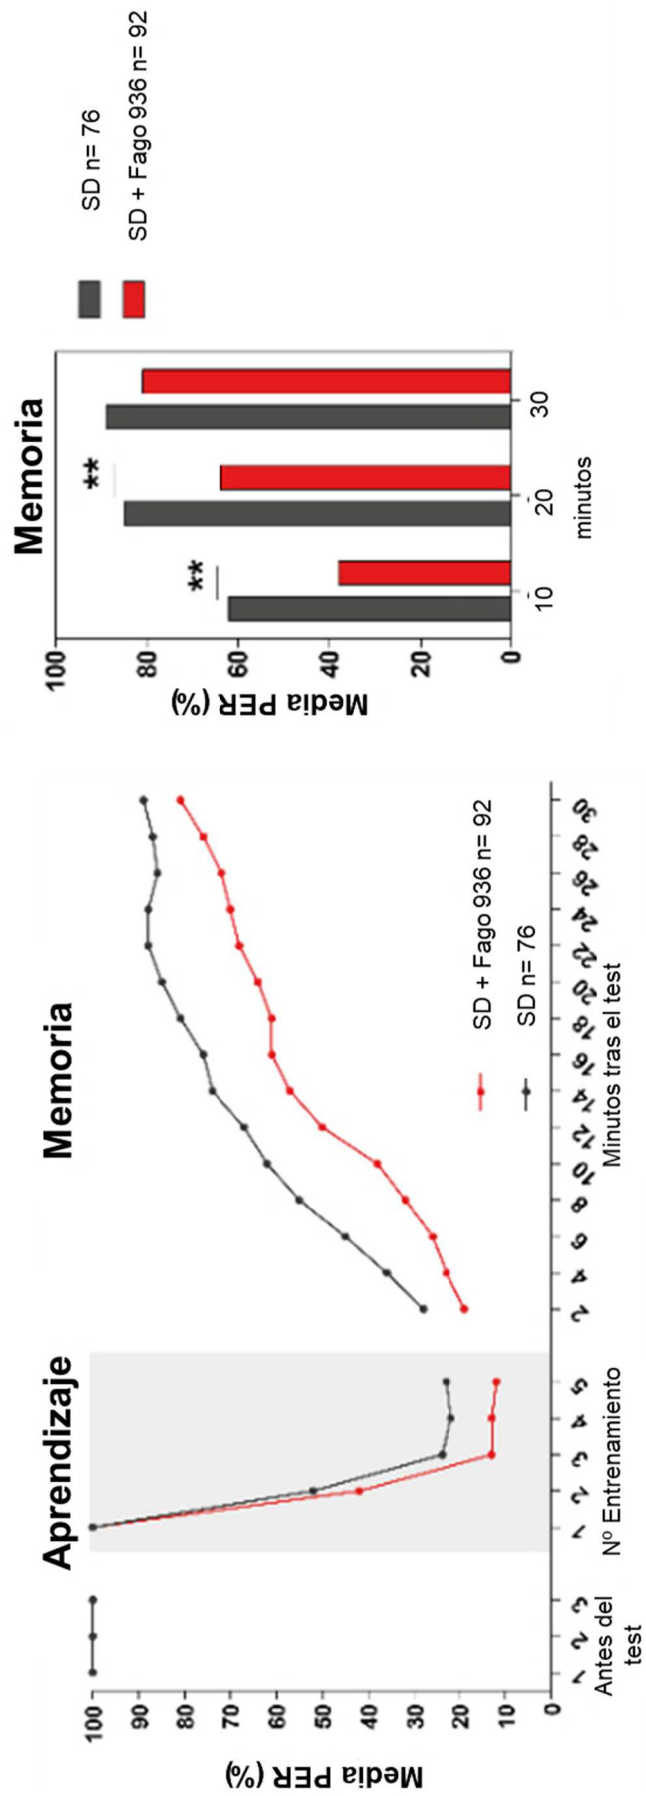 Aprendizaje
Memoria
Media PER (%)
100
90
80
70
60
50
40
30
20
10
0
1 2 3
1 2 3 4 5
2 4 6 8 10 12 14 16 18 20 22 24 26 28 30
Antes del
test
Nº Entrenamiento
Minutos tras el test
SD + Fago 936 n= 92
SD n= 76
Memoria
Media PER (%)
100
80
60
40
20
0
**
**
10 20 30
minutos
SD n= 76
SD + Fago 936 n= 92